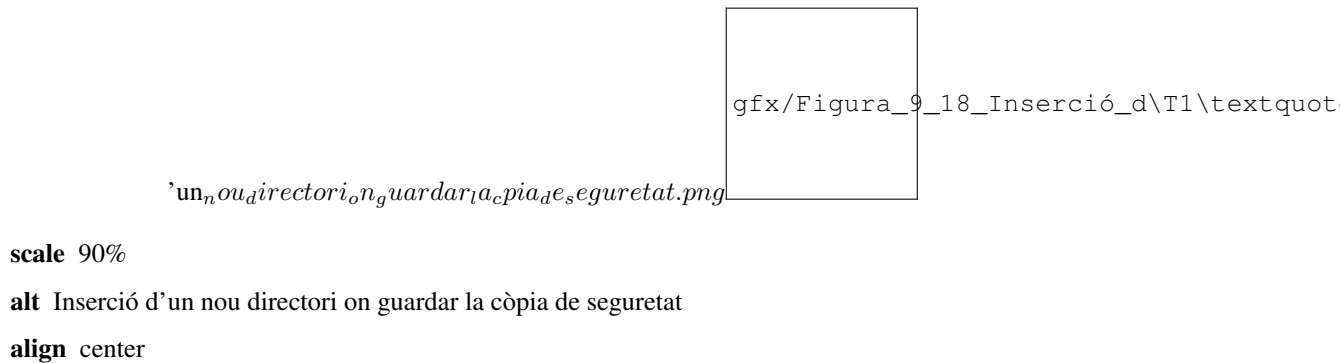 gfx/Figura_9_18_Inserció_d\T1\textquot
’un_nou_directori_on_guardar_la_cpia_de_seguretat.png
scale 90%
alt Inserció d’un nou directori on guardar la còpia de seguretat
align center